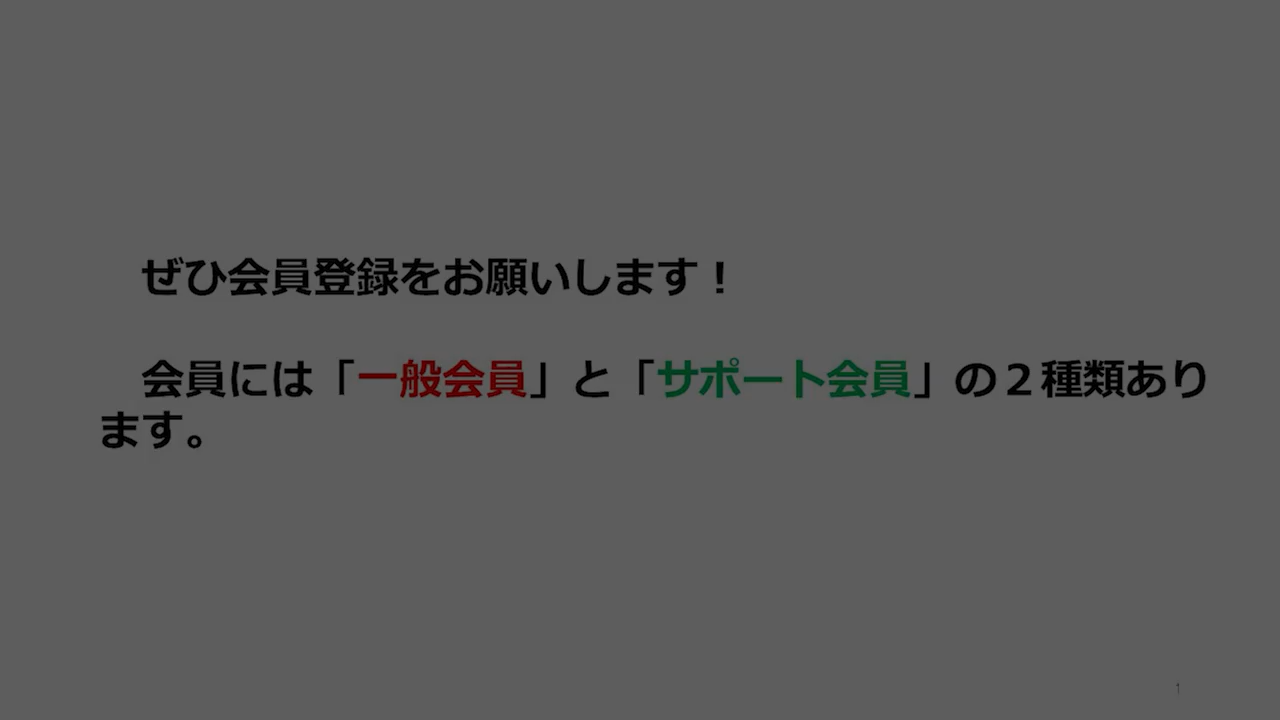 ぜひ会員登録をお願いします！
会員には「一般会員」と「サポート会員」の２種類あり
ます。
1